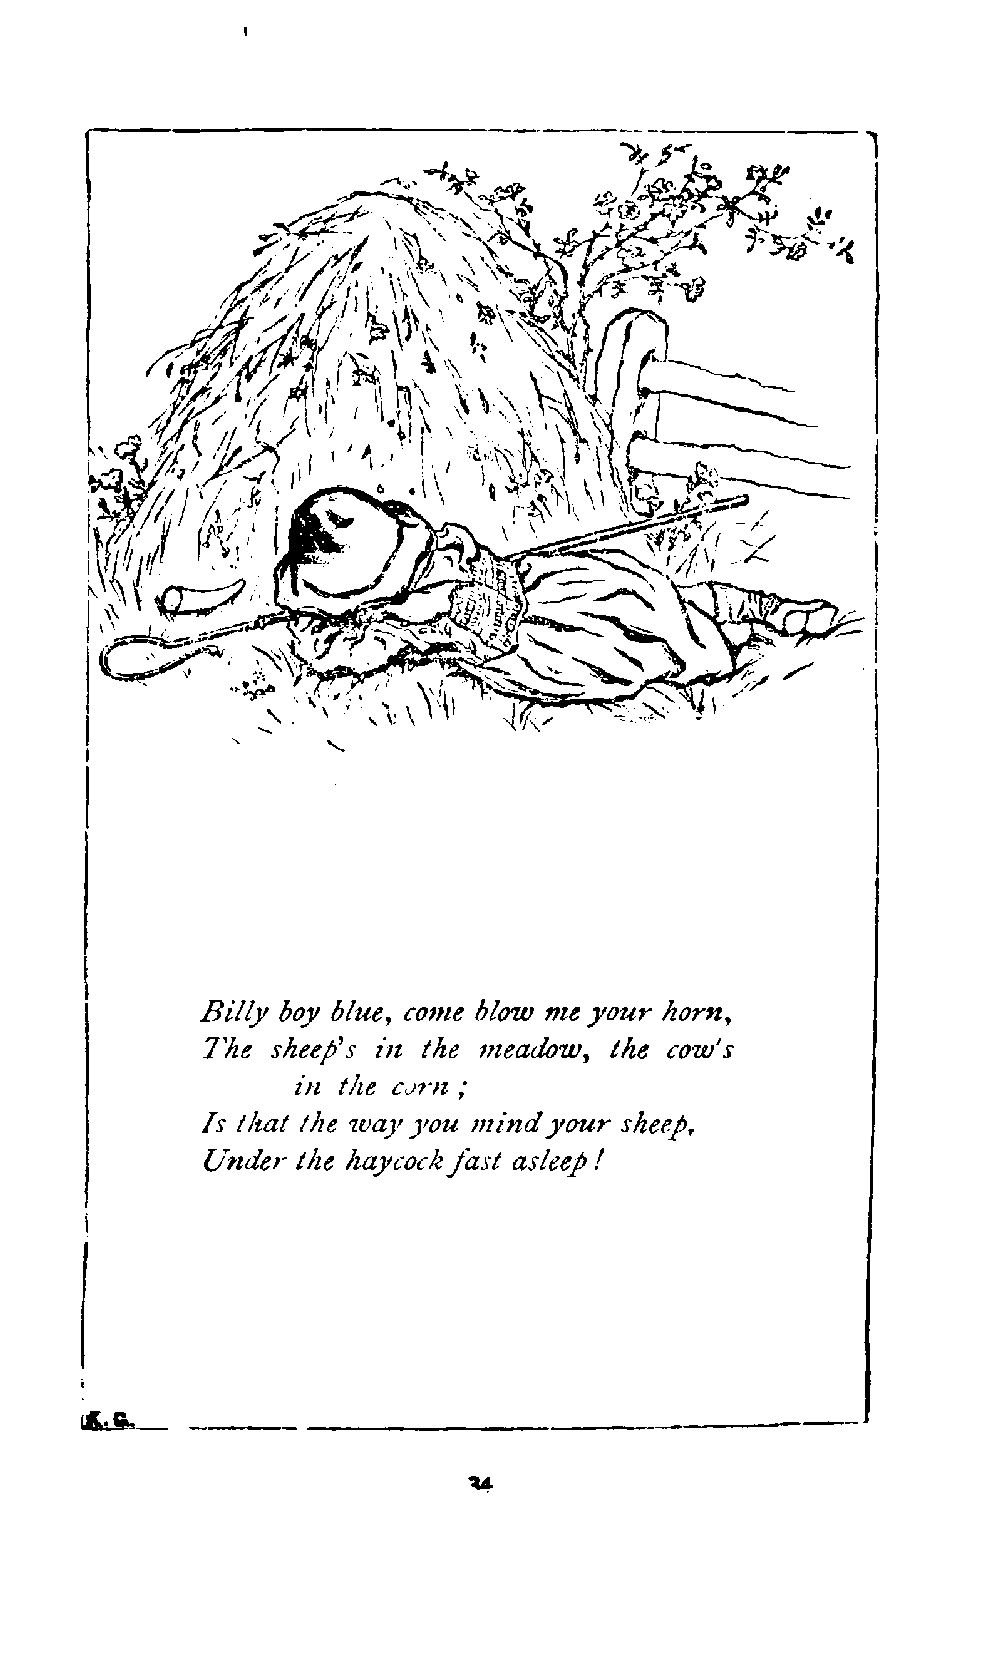 Billy boy blue, come blow me your horn,
The sheep's in the meadow, the cow's
in the corn ;
Is that the way you mind your sheep,
Under the haycock fast asleep !
K. G.
34